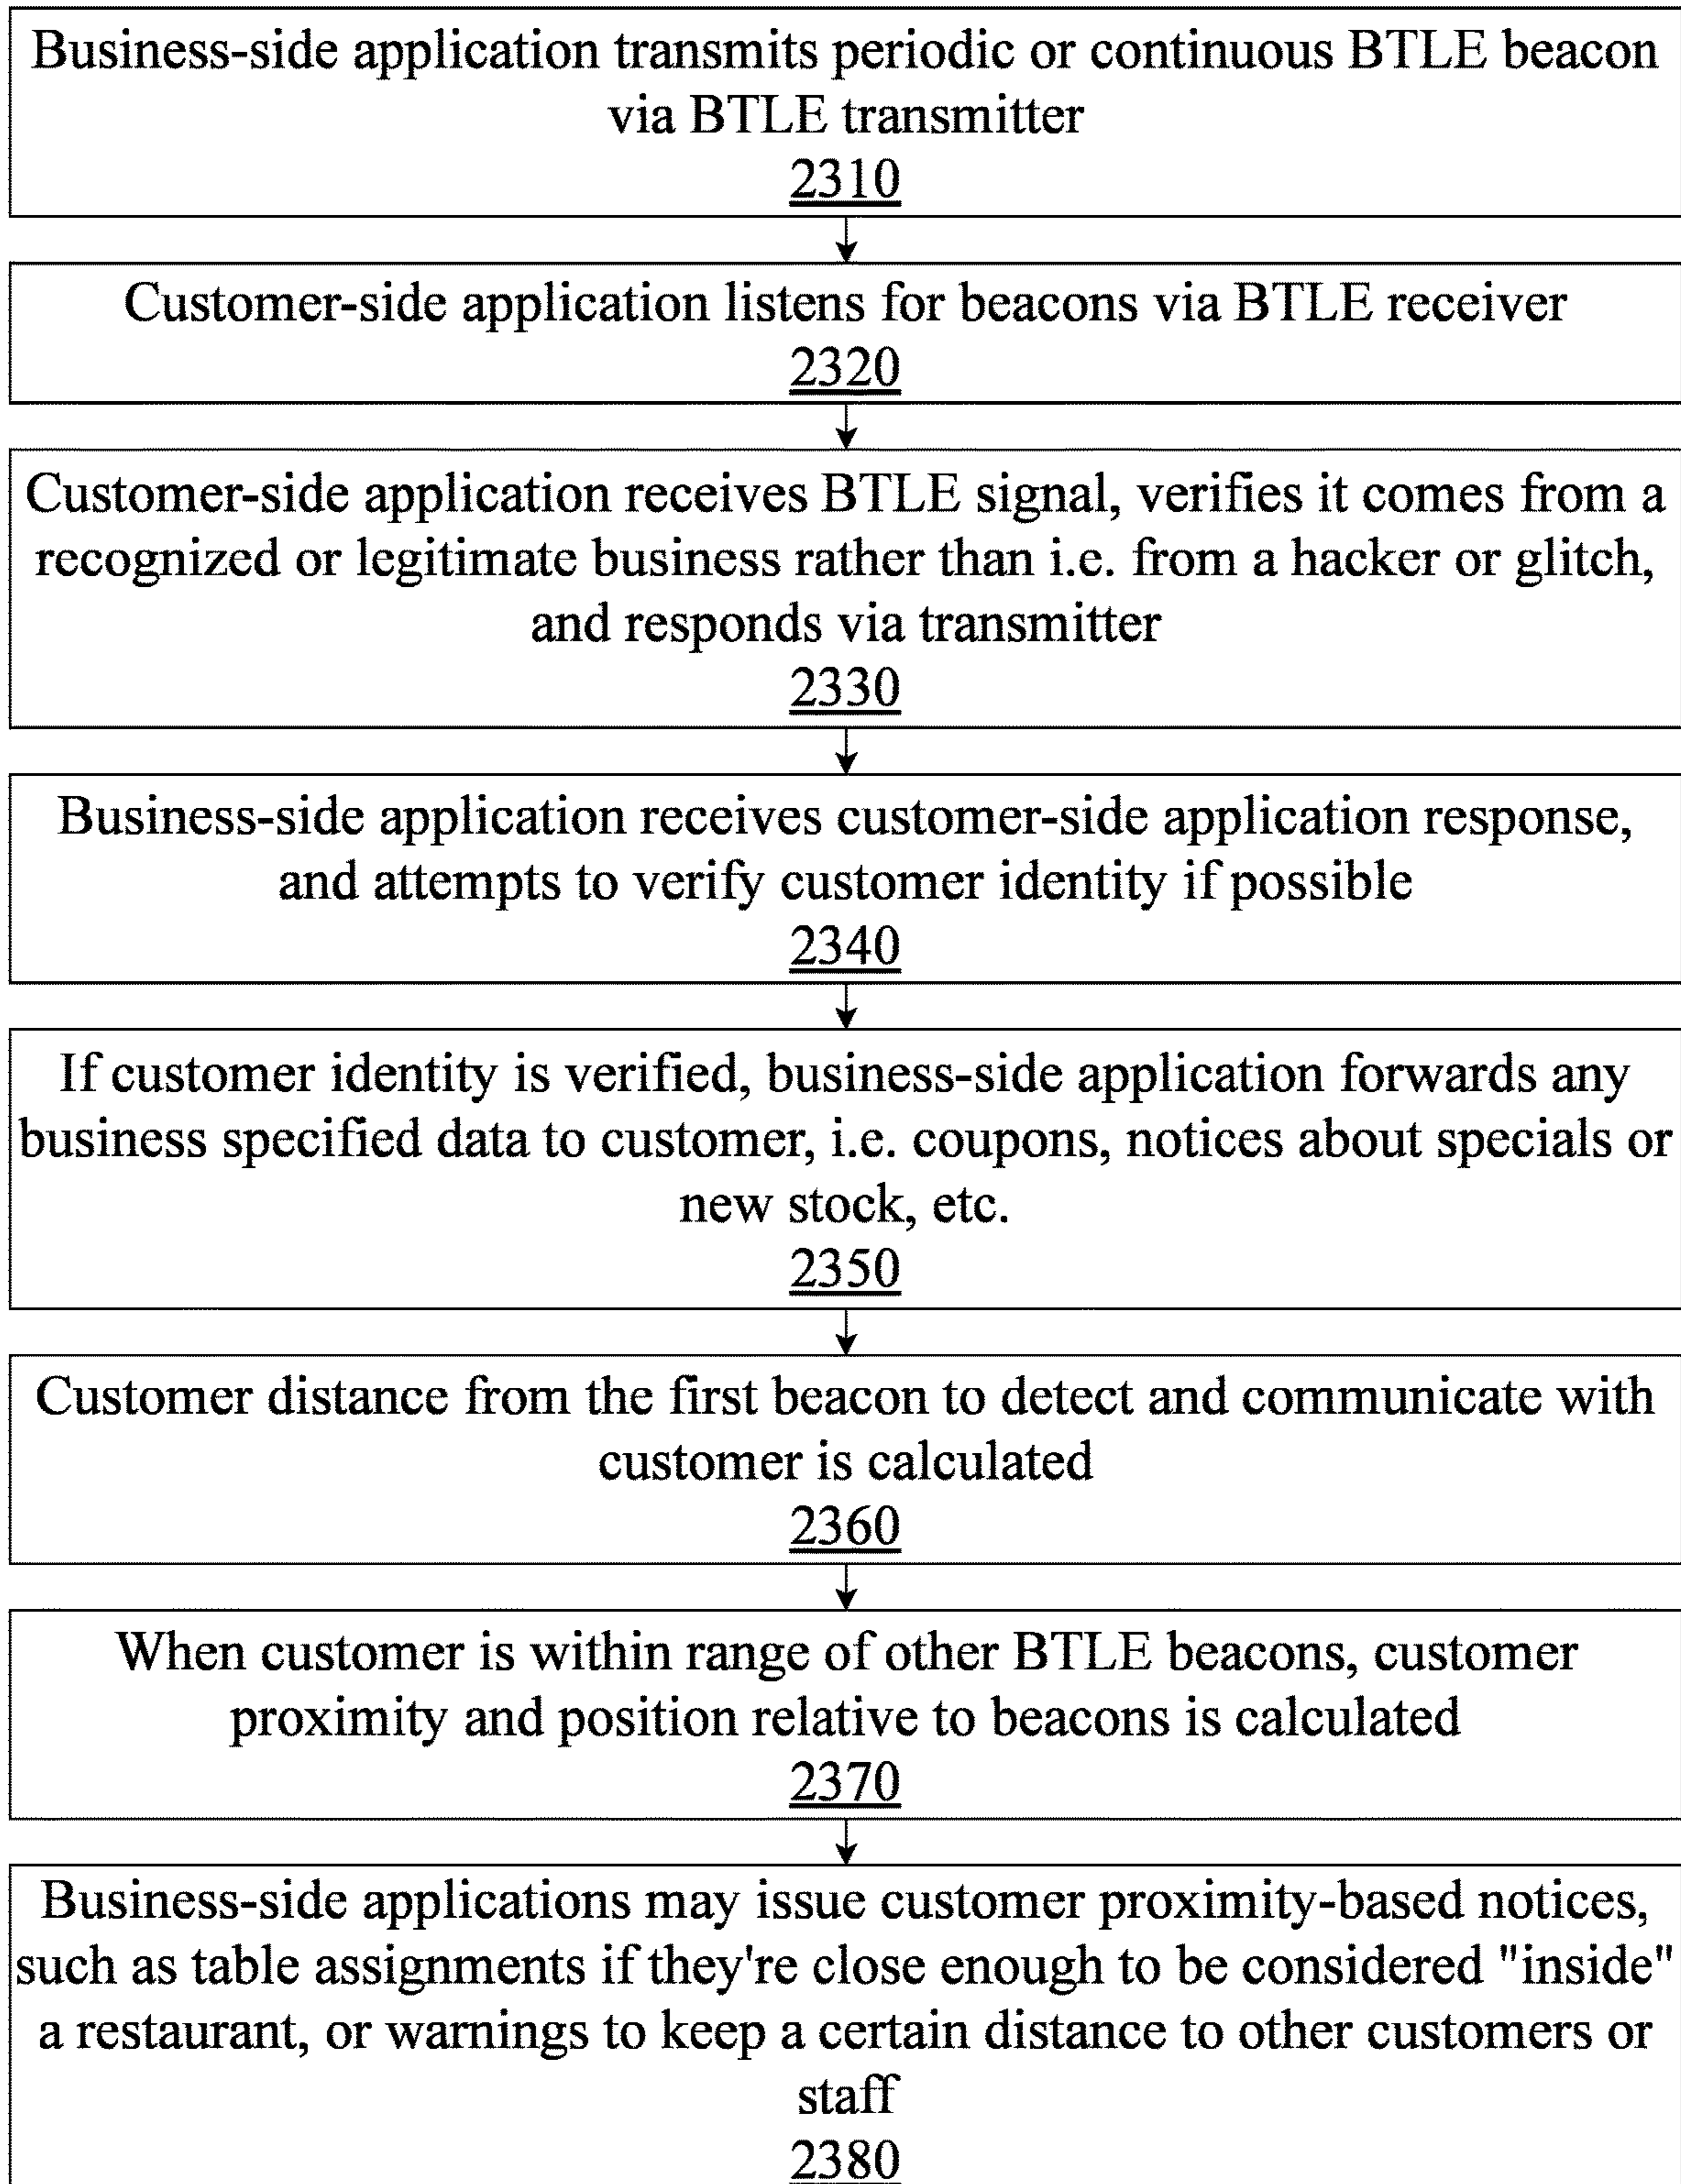 Business-side application transmits periodic or continuous BTLE beacon
via BTLE transmitter
2310
Customer-side application listens for beacons via BTLE receiver
2320
Customer-side application receives BTLE signal, verifies it comes from a
recognized or legitimate business rather than i.e. from a hacker or glitch,
and responds via transmitter
2330
Business-side application receives customer-side application response,
and attempts to verify customer identity if possible
2340
If customer identity is verified, business-side application forwards any
business specified data to customer, i.e. coupons, notices about specials or
new stock, etc.
2350
Customer distance from the first beacon to detect and communicate with
customer is calculated
2360
When customer is within range of other BTLE beacons, customer
proximity and position relative to beacons is calculated
2370
Business-side applications may issue customer proximity-based notices,
such as table assignments if they're close enough to be considered "inside"
a restaurant, or warnings to keep a certain distance to other customers or
staff
2380